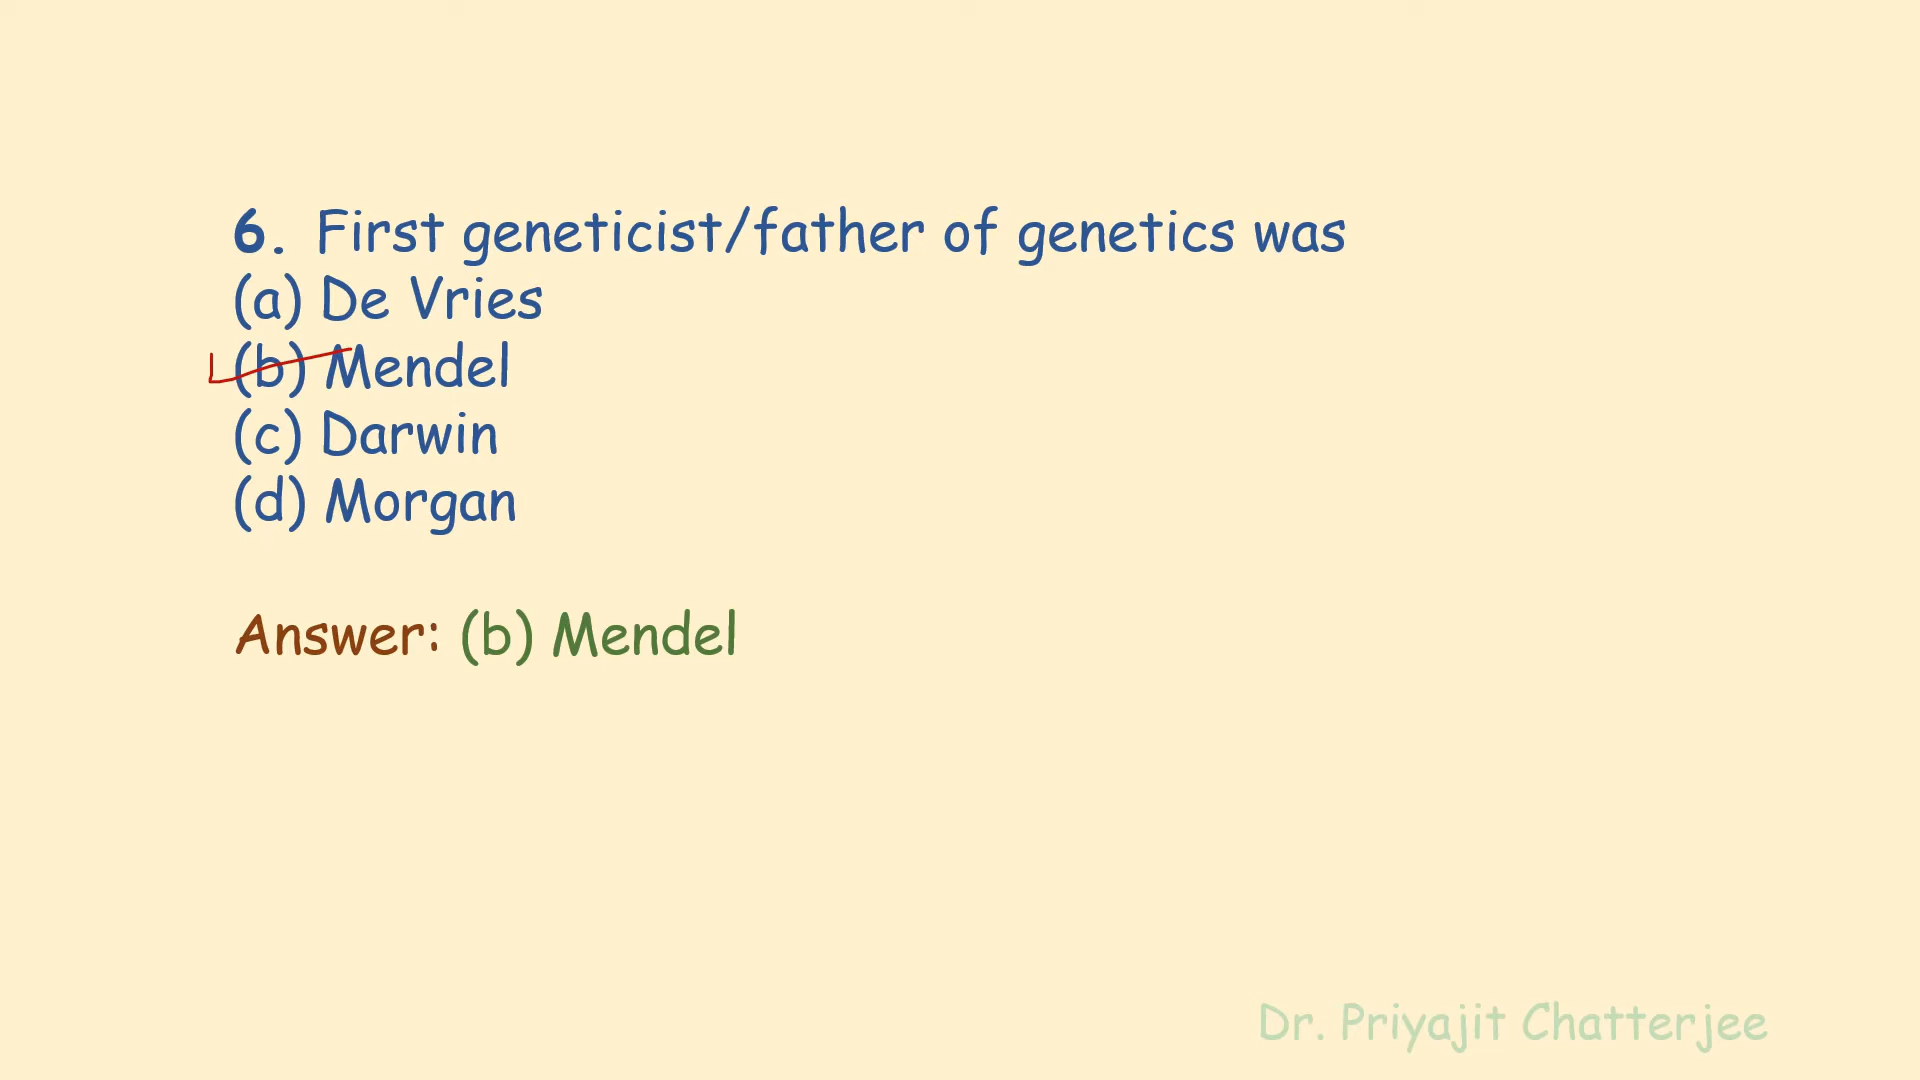 6. First geneticist/father of genetics was
(a) De Vries
(b) Mendel
(c) Darwin
(d) Morgan
Answer: (b) Mendel
Dr. Priyajit Chatterjee